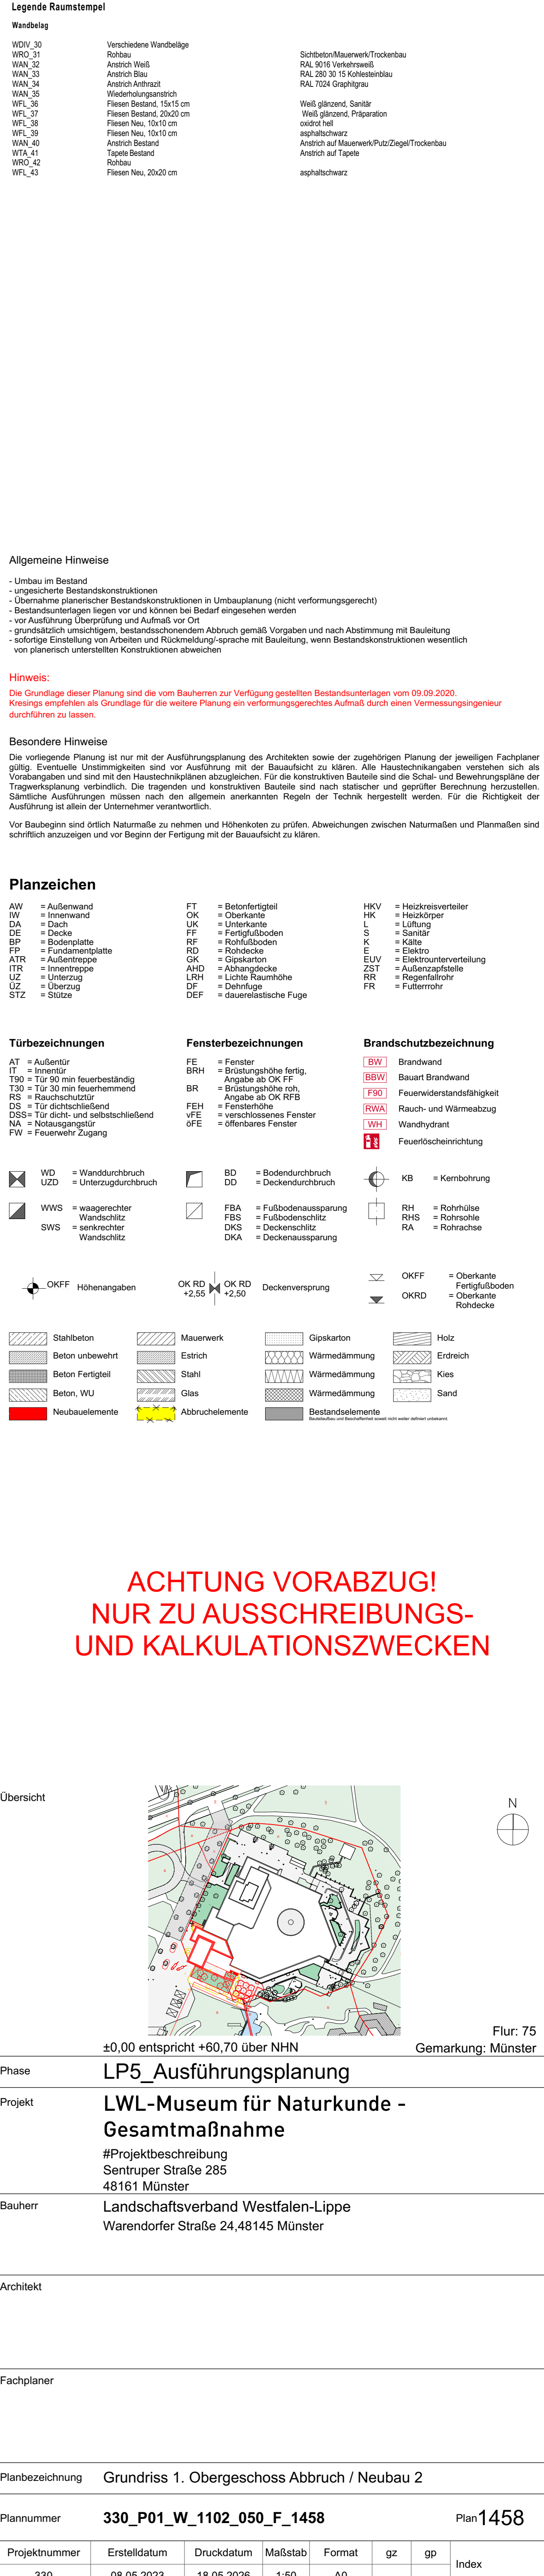 Legende Raumstempel
Wandbelag
WDIV_30 Verschiedene Wandbeläge
WRO_31 Rohbau Sichtbeton/Mauerwerk/Trockenbau
WAN_32 Anstrich Weiß RAL 9016 Verkehrsweiß
WAN_33 Anstrich Blau RAL 280 30 15 Kohlesteinblau
WAN_34 Anstrich Anthrazit RAL 7024 Graphitgrau
WAN_35 Wiederholungsanstrich
WFL_36 Fliesen Bestand, 15x15 cm Weiß glänzend, Sanitär
WFL_37 Fliesen Bestand, 20x20 cm Weiß glänzend, Präparation
WFL_38 Fliesen Neu, 10x10 cm oxidrot hell
WFL_39 Fliesen Neu, 10x10 cm asphaltschwarz
WAN_40 Anstrich Bestand Anstrich auf Mauerwerk/Putz/Ziegel/Trockenbau
WTA_41 Tapete Bestand Anstrich auf Tapete
WRO_42 Rohbau
WFL_43 Fliesen Neu, 20x20 cm asphaltschwarz
Allgemeine Hinweise
- Umbau im Bestand
- ungesicherte Bestandskonstruktionen
- Übernahme planerischer Bestandskonstruktionen in Umbauplanung (nicht verformungsgerecht)
- Bestandsunterlagen liegen vor und können bei Bedarf eingesehen werden
- vor Ausführung Überprüfung und Aufmaß vor Ort
- grundsätzlich umsichtigem, bestandsschonendem Abbruch gemäß Vorgaben und nach Abstimmung mit Bauleitung
- sofortige Einstellung von Arbeiten und Rückmeldung/-sprache mit Bauleitung, wenn Bestandskonstruktionen wesentlich
von planerisch unterstellten Konstruktionen abweichen
Hinweis:
Die Grundlage dieser Planung sind die vom Bauherren zur Verfügung gestellten Bestandsunterlagen vom 09.09.2020.
Kresings empfehlen als Grundlage für die weitere Planung ein verformungsgerechtes Aufmaß durch einen Vermessungsingenieur
durchführen zu lassen.
Besondere Hinweise
Die vorliegende Planung ist nur mit der Ausführungsplanung des Architekten sowie der zugehörigen Planung der jeweiligen Fachplaner
gültig. Eventuelle Unstimmigkeiten sind vor Ausführung mit der Bauaufsicht zu klären. Alle Haustechnikangaben verstehen sich als
Vorabangaben und sind mit den Haustechnikplänen abzugleichen. Für die konstruktiven Bauteile sind die Schal- und Bewehrungspläne der
Tragwerksplanung verbindlich. Die tragenden und konstruktiven Bauteile sind nach statischer und geprüfter Berechnung herzustellen.
Sämtliche Ausführungen müssen nach den allgemein anerkannten Regeln der Technik hergestellt werden. Für die Richtigkeit der
Ausführung ist allein der Unternehmer verantwortlich.
Vor Baubeginn sind örtlich Naturmaße zu nehmen und Höhenkoten zu prüfen. Abweichungen zwischen Naturmaßen und Planmaßen sind
schriftlich anzuzeigen und vor Beginn der Fertigung mit der Bauaufsicht zu klären.
Planzeichen
AW = Außenwand
IW = Innenwand
DA = Dach
DE = Decke
BP = Bodenplatte
FP = Fundamentplatte
ATR = Außentreppe
ITR = Innentreppe
UZ = Unterzug
ÜZ = Überzug
STZ = Stütze
FT = Betonfertigteil
OK = Oberkante
UK = Unterkante
FF = Fertigfußboden
RF = Rohfußboden
RD = Rohdecke
GK = Gipskarton
AHD = Abhangdecke
LRH = Lichte Raumhöhe
DF = Dehnfuge
DEF = dauerelastische Fuge
HKV = Heizkreisverteiler
HK = Heizkörper
L = Lüftung
S = Sanitär
K = Kälte
E = Elektro
EUV = Elektrounterverteilung
ZST = Außenzapfstelle
RR = Regenfallrohr
FR = Futterrrohr
Türbezeichnungen
AT = Außentür
IT = Innentür
T90 = Tür 90 min feuerbeständig
T30 = Tür 30 min feuerhemmend
RS = Rauchschutztür
DS = Tür dichtschließend
DSS= Tür dicht- und selbstschließend
NA = Notausgangstür
FW = Feuerwehr Zugang
Fensterbezeichnungen
FE = Fenster
BRH = Brüstungshöhe fertig,
Angabe ab OK FF
BR = Brüstungshöhe roh,
Angabe ab OK RFB
FEH = Fensterhöhe
vFE = verschlossenes Fenster
öFE = öffenbares Fenster
Brandschutzbezeichnung
BW Brandwand
BBW Bauart Brandwand
F90 Feuerwiderstandsfähigkeit
RWA Rauch- und Wärmeabzug
WH Wandhydrant
Feuerlöscheinrichtung
WD = Wanddurchbruch
UZD = Unterzugdurchbruch
BD = Bodendurchbruch
DD = Deckendurchbruch
KB = Kernbohrung
WWS = waagerechter
Wandschlitz
SWS = senkrechter
Wandschlitz
FBA = Fußbodenaussparung
FBS = Fußbodenschlitz
DKS = Deckenschlitz
DKA = Deckenaussparung
RH = Rohrhülse
RHS = Rohrsohle
RA = Rohrachse
OKFF Höhenangaben
OK RD +2,55 OK RD +2,50 Deckenversprung
OKFF = Oberkante
Fertigfußboden
OKRD = Oberkante
Rohdecke
Stahlbeton Mauerwerk Gipskarton Holz
Beton unbewehrt Estrich Wärmedämmung Erdreich
Beton Fertigteil Stahl Wärmedämmung Kies
Beton, WU Glas Wärmedämmung Sand
Neubauelemente Abbruchelemente Bestandselemente
Bauteilaufbau und Beschaffenheit soweit nicht weiter definiert unbekannt.
ACHTUNG VORABZUG!
NUR ZU AUSSCHREIBUNGS-
UND KALKULATIONSZWECKEN
Übersicht
N
Flur: 75
±0,00 entspricht +60,70 über NHN Gemarkung: Münster
Phase LP5_Ausführungsplanung
Projekt LWL-Museum für Naturkunde -
Gesamtmaßnahme
#Projektbeschreibung
Sentruper Straße 285
48161 Münster
Bauherr Landschaftsverband Westfalen-Lippe
Warendorfer Straße 24,48145 Münster
Architekt
Fachplaner
Planbezeichnung Grundriss 1. Obergeschoss Abbruch / Neubau 2
Plannummer 330_P01_W_1102_050_F_1458 Plan 1458
Projektnummer Erstelldatum Druckdatum Maßstab Format gz gp Index
330 08.05.2023 18.05.2026 1:50 A0